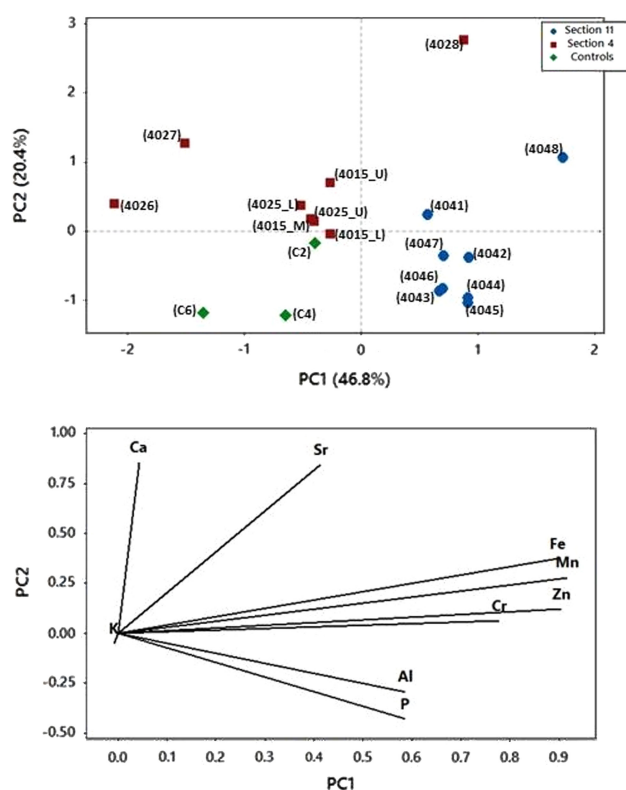 Section 11
Section 4
Controls
3
2
1
0
-1
PC2 (20.4%)
(4028)
(4048)
(4027)
(4015_U)
(4026)
(4025_L)
(4025_U)
(4041)
(4015_M)
(4015_L)
(C2)
(4047)
(4042)
(4046)
(4044)
(4043)
(4045)
(C6)
(C4)
-2
-1
0
1
2
PC1 (46.8%)
1.00
0.75
0.50
0.25
0.00
-0.25
-0.50
PC2
Ca
Sr
Fe
Mn
Zn
Cr
K
Al
P
0.0
0.1
0.2
0.3
0.4
0.5
0.6
0.7
0.8
0.9
PC1